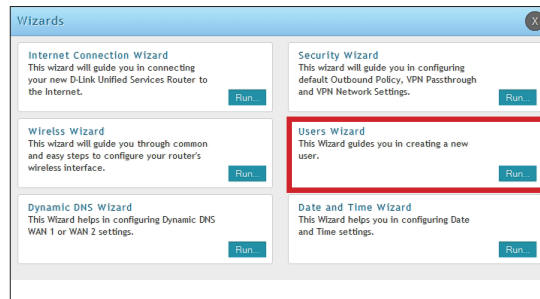 Wizards
X
Internet Connection Wizard
This wizard will guide you in connecting
your new D-Link Unified Services Router to
the Internet.
Run...
Security Wizard
This wizard will guide you in configuring
default Outbound Policy, VPN Passthrough
and VPN Network Settings.
Run...
Wirelss Wizard
This wizard will guide you through common
and easy steps to configure your router's
wireless interface.
Run...
Users Wizard
This Wizard guides you in creating a new
user.
Run...
Dynamic DNS Wizard
This Wizard helps in configuring Dynamic DNS
WAN 1 or WAN 2 settings.
Run...
Date and Time Wizard
This Wizard helps you in configuring Date
and Time settings.
Run...